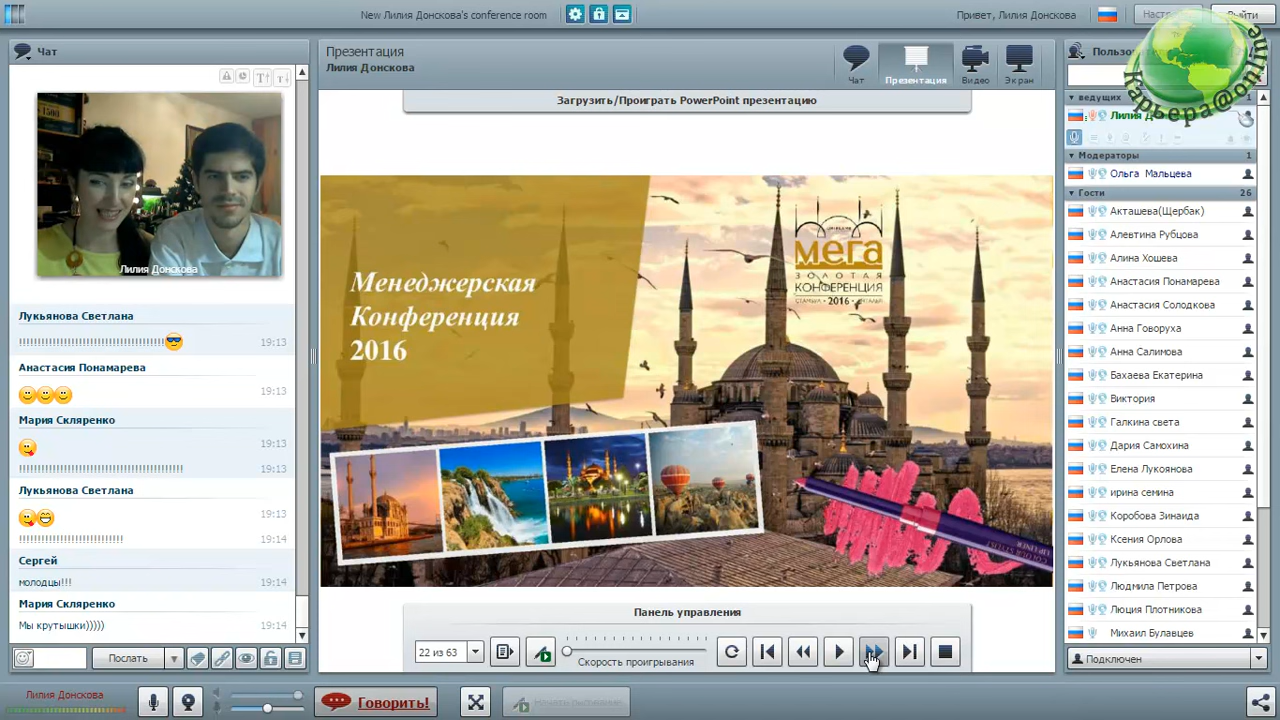 New Лилия Донскова's conference room
Привет, Лилия Донскова
Выйти
Чат
Лилия Донскова
Лукьянова Светлана
!!!!!!!!!!!!!!!!!!!!!!!!!!!!!!!!!!!!! 19:13
Анастасия Понамарева
19:13
Мария Скляренко
19:13
!!!!!!!!!!!!!!!!!!!!!!!!!!!!!!!!!!!!!!!!! 19:13
Лукьянова Светлана
19:13
!!!!!!!!!!!!!!!!!!!!!!!!!! 19:14
Сергей
молодцы!!! 19:14
Мария Скляренко
Мы крутышки))))) 19:14
Послать
Презентация
Лилия Донскова
Чат
Презентация
Видео
Экран
Загрузить/Проиграть PowerPoint презентацию
Менеджерская
Конференция
2016
мега
ЗОЛОТАЯ
КОНФЕРЕНЦИЯ
2016
Панель управления
22 из 63
Скорость проигрывания
карьера@online
ведущих 1
Модераторы 1
Ольга Мальцева
Гости 26
Акташева(Щербак)
Алевтина Рубцова
Алина Хошева
Анастасия Понамарева
Анастасия Солодкова
Анна Говоруха
Анна Салимова
Бахаева Екатерина
Виктория
Галкина света
Дария Самохина
Елена Лукоянова
ирина семина
Коробова Зинаида
Ксения Орлова
Лукьянова Светлана
Людмила Петрова
Люция Плотникова
Михаил Булавцев
Подключен
Лилия Донскова
Говорить!